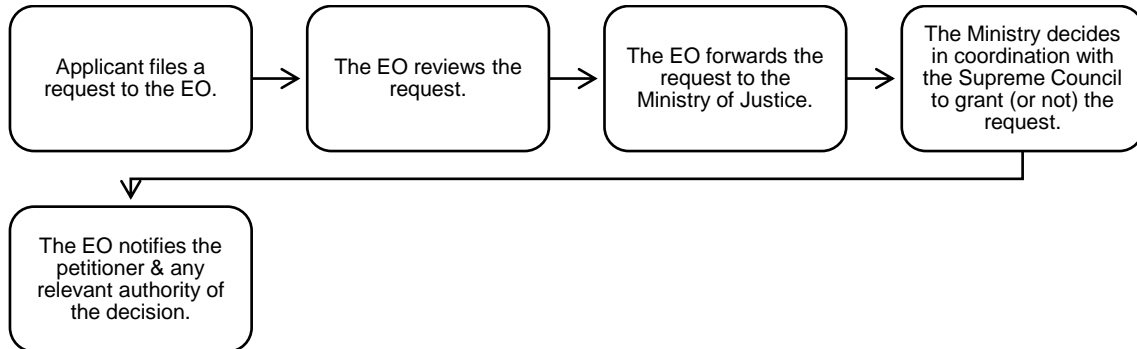 Applicant files a
request to the EO.
The EO reviews the
request.
The EO forwards the
request to the
Ministry of Justice.
The Ministry decides
in coordination with
the Supreme Council
to grant (or not) the
request.
The EO notifies the
petitioner & any
relevant authority of
the decision.